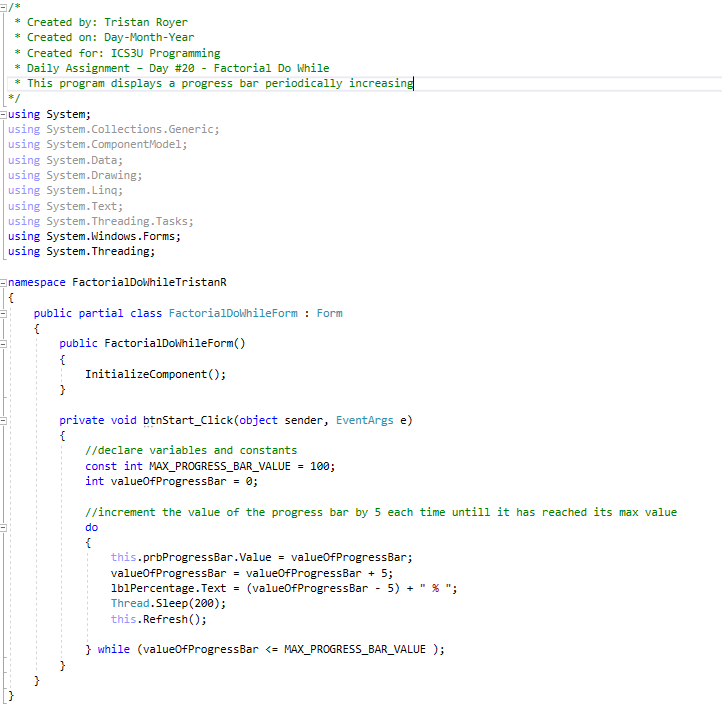 /*
 * Created by: Tristan Royer
 * Created on: Day-Month-Year
 * Created for: ICS3U Programming
 * Daily Assignment – Day #20 - Factorial Do While
 * This program displays a progress bar periodically increasing
*/
using System;
using System.Collections.Generic;
using System.ComponentModel;
using System.Data;
using System.Drawing;
using System.Linq;
using System.Text;
using System.Threading.Tasks;
using System.Windows.Forms;
using System.Threading;

namespace FactorialDoWhileTristanR
{
    public partial class FactorialDoWhileForm : Form
    {
        public FactorialDoWhileForm()
        {
            InitializeComponent();
        }

        private void btnStart_Click(object sender, EventArgs e)
        {
            //declare variables and constants
            const int MAX_PROGRESS_BAR_VALUE = 100;
            int valueOfProgressBar = 0;

            //increment the value of the progress bar by 5 each time untill it has reached its max value
            do
            {
                this.prbProgressBar.Value = valueOfProgressBar;
                valueOfProgressBar = valueOfProgressBar + 5;
                lblPercentage.Text = (valueOfProgressBar - 5) + " % ";
                Thread.Sleep(200);
                this.Refresh();

            } while (valueOfProgressBar <= MAX_PROGRESS_BAR_VALUE );
        }
    }
}